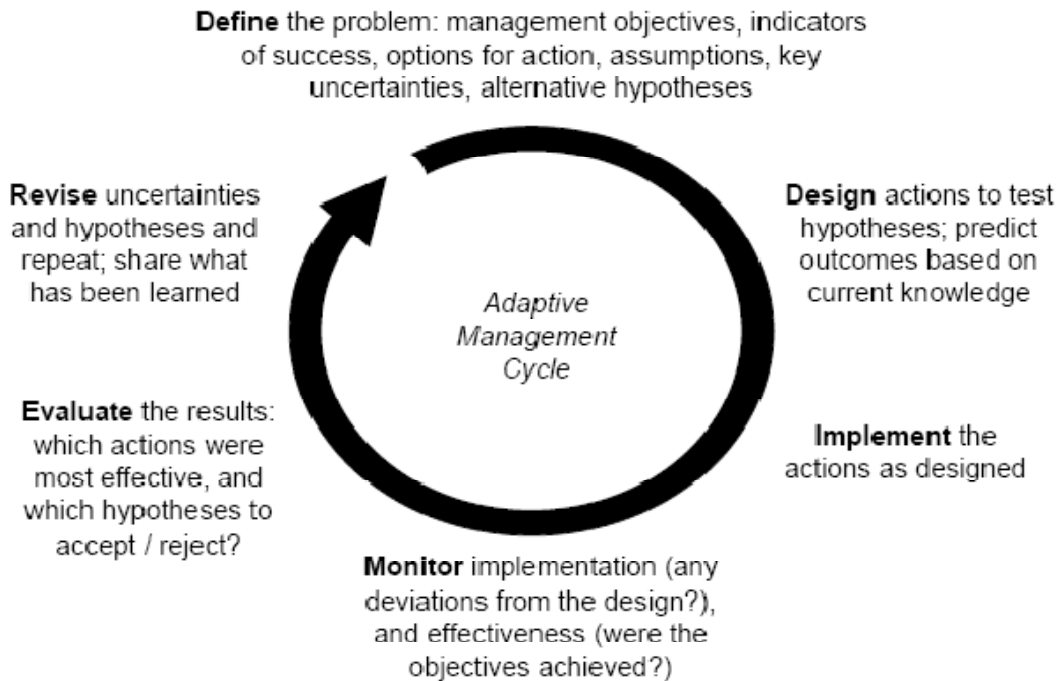 Define the problem: management objectives, indicators
of success, options for action, assumptions, key
uncertainties, alternative hypotheses
Design actions to test
hypotheses; predict
outcomes based on
current knowledge
Implement the
actions as designed
Monitor implementation (any
deviations from the design?),
and effectiveness (were the
objectives achieved?)
Evaluate the results:
which actions were
most effective, and
which hypotheses to
accept / reject?
Revise uncertainties
and hypotheses and
repeat; share what
has been learned
Adaptive
Management
Cycle